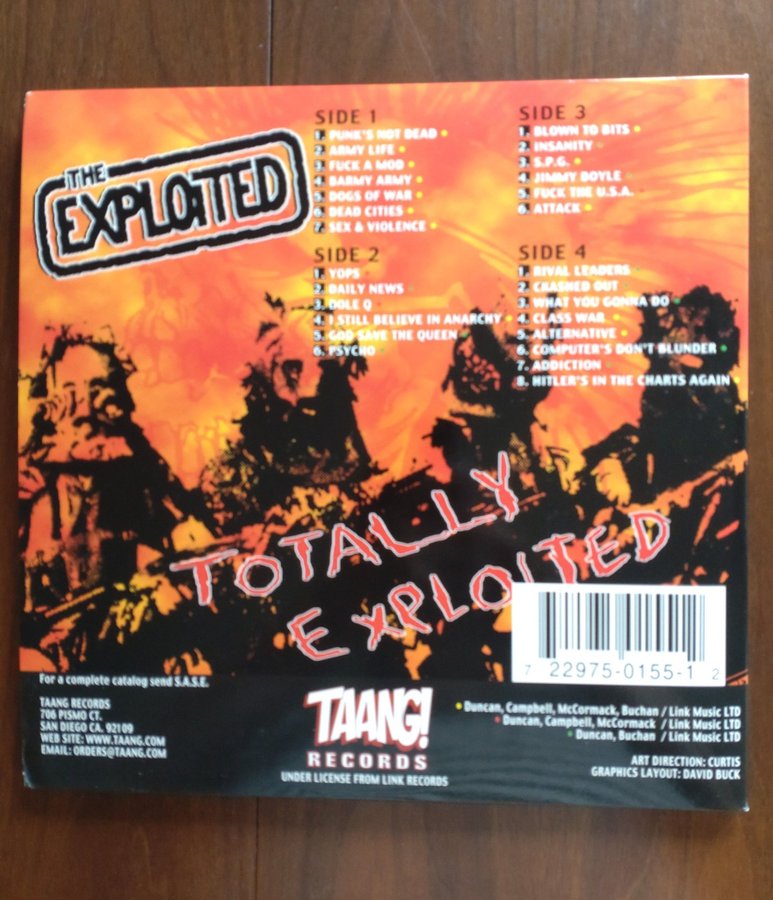 THE
EXPLOITED
SIDE 1
1. PUNK'S NOT DEAD
2. ARMY LIFE
3. FUCK A MOD
4. BARMY ARMY
5. DOGS OF WAR
6. DEAD CITIES
7. SEX & VIOLENCE
SIDE 2
1. YOPS
2. DAILY NEWS
3. DOLE Q
4. I STILL BELIEVE IN ANARCHY
5. GOD SAVE THE QUEEN
6. PSYCHO
SIDE 3
1. BLOWN TO BITS
2. INSANITY
3. S.P.G.
4. JIMMY BOYLE
5. FUCK THE U.S.A.
6. ATTACK
SIDE 4
1. RIVAL LEADERS
2. CRASHED OUT
3. WHAT YOU GONNA DO
4. CLASS WAR
5. ALTERNATIVE
6. COMPUTER'S DON'T BLUNDER
7. ADDICTION
8. HITLER'S IN THE CHARTS AGAIN
TOTALLY
EXPLOITED
7 22975-0155-1 2
For a complete catalog send S.A.S.E.
TAANG RECORDS
706 PISMO CT.
SAN DIEGO CA. 92109
WEB SITE: WWW.TAANG.COM
EMAIL: ORDERS@TAANG.COM
TAANG!
RECORDS
UNDER LICENSE FROM LINK RECORDS
Duncan, Campbell, McCormack, Buchan / Link Music LTD
Duncan, Campbell, McCormack / Link Music LTD
Duncan, Buchan / Link Music LTD
ART DIRECTION: CURTIS
GRAPHICS LAYOUT: DAVID BUCK